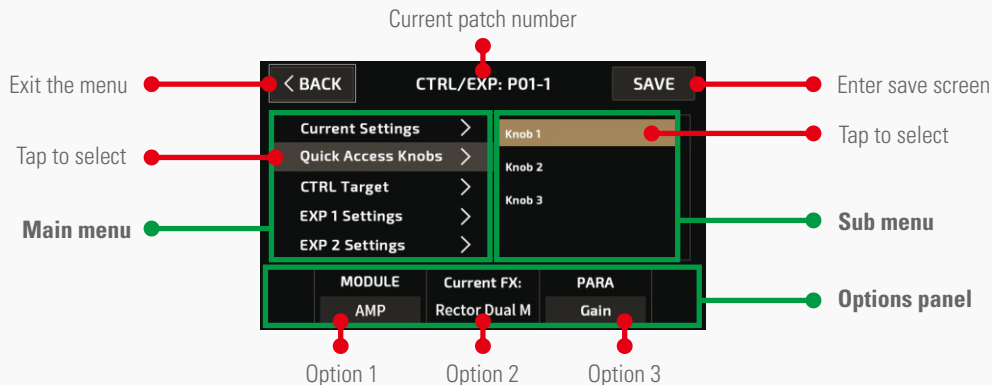 Current patch number
Exit the menu
< BACK
CTRL/EXP: P01-1
SAVE
Enter save screen
Current Settings >
Knob 1
Tap to select
Tap to select
Quick Access Knobs >
Knob 2
CTRL Target >
Knob 3
EXP 1 Settings >
Main menu
Sub menu
EXP 2 Settings >
MODULE
Current FX:
PARA
Options panel
AMP
Rector Dual M
Gain
Option 1
Option 2
Option 3